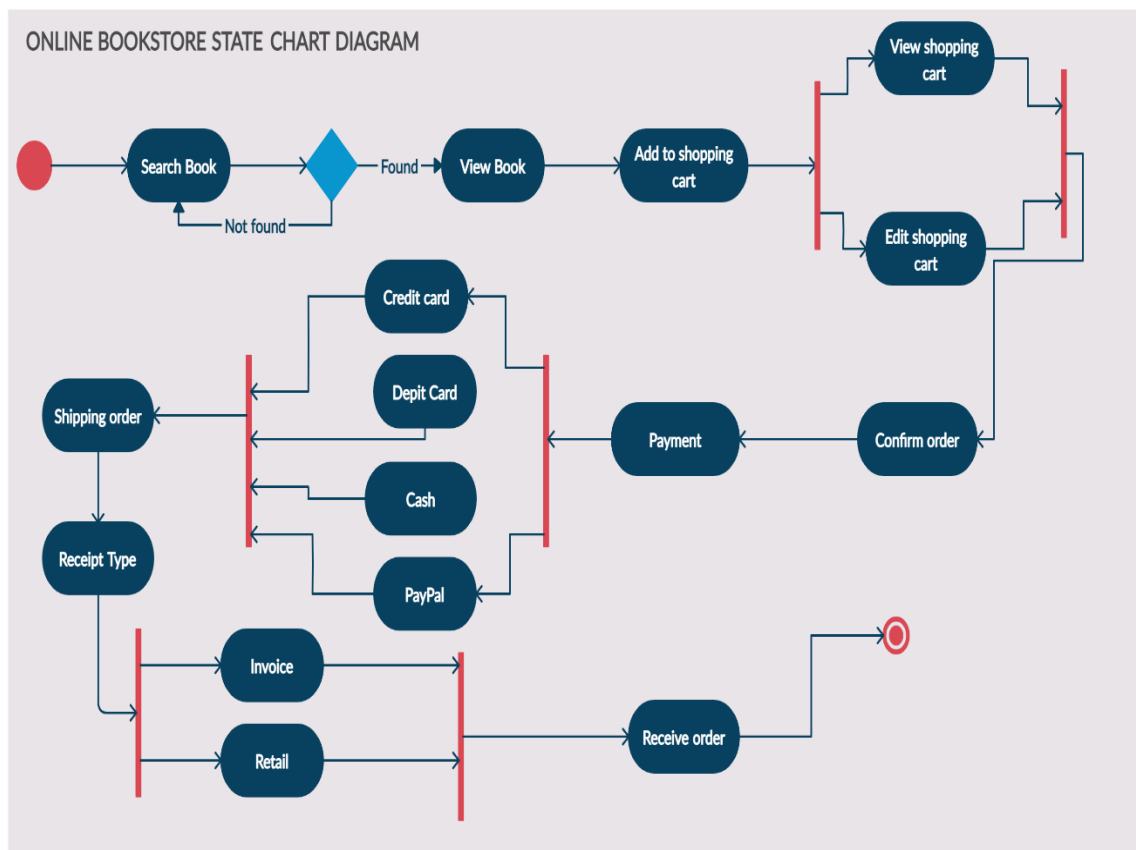 ONLINE BOOKSTORE STATE CHART DIAGRAM
View shopping
cart
Search Book
Found
View Book
Add to shopping
cart
Not found
Edit shopping
cart
Credit card
Depit Card
Shipping order
Payment
Confirm order
Cash
Receipt Type
PayPal
Invoice
Retail
Receive order